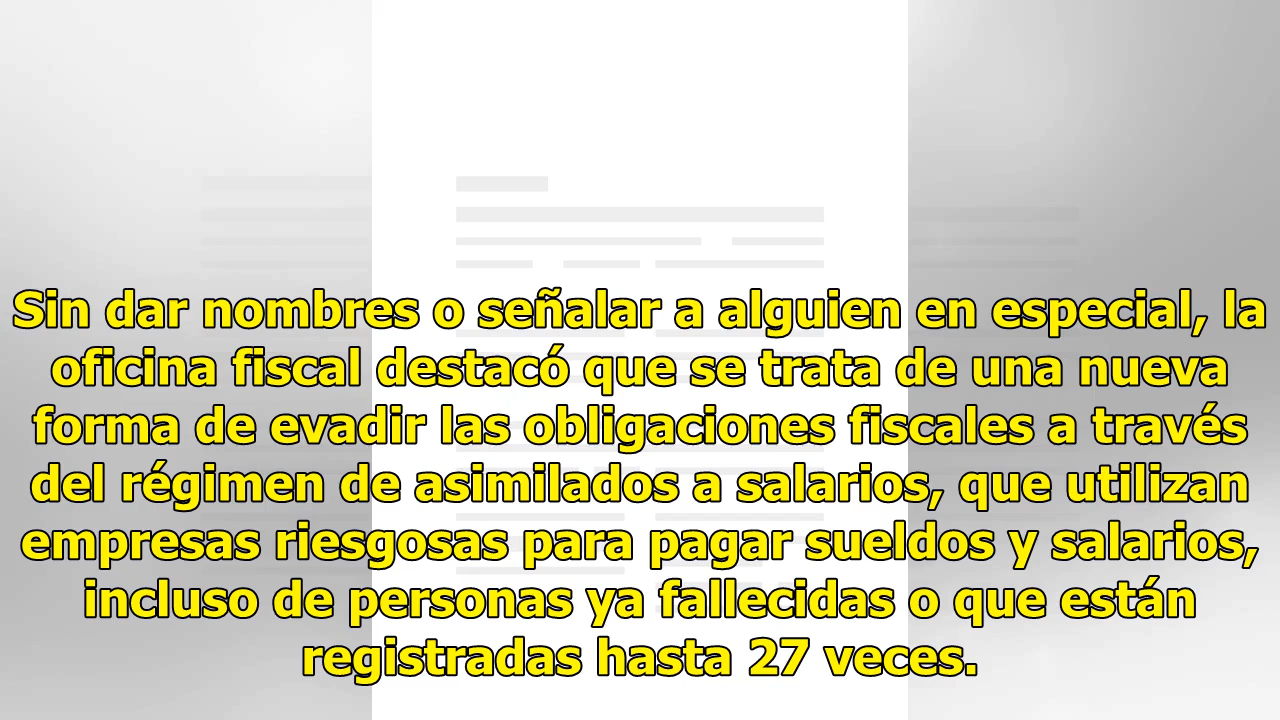 Sin dar nombres o señalar a alguien en especial, la
oficina fiscal destacó que se trata de una nueva
forma de evadir las obligaciones fiscales a través
del régimen de asimilados a salarios, que utilizan
empresas riesgosas para pagar sueldos y salarios,
incluso de personas ya fallecidas o que están
registradas hasta 27 veces.